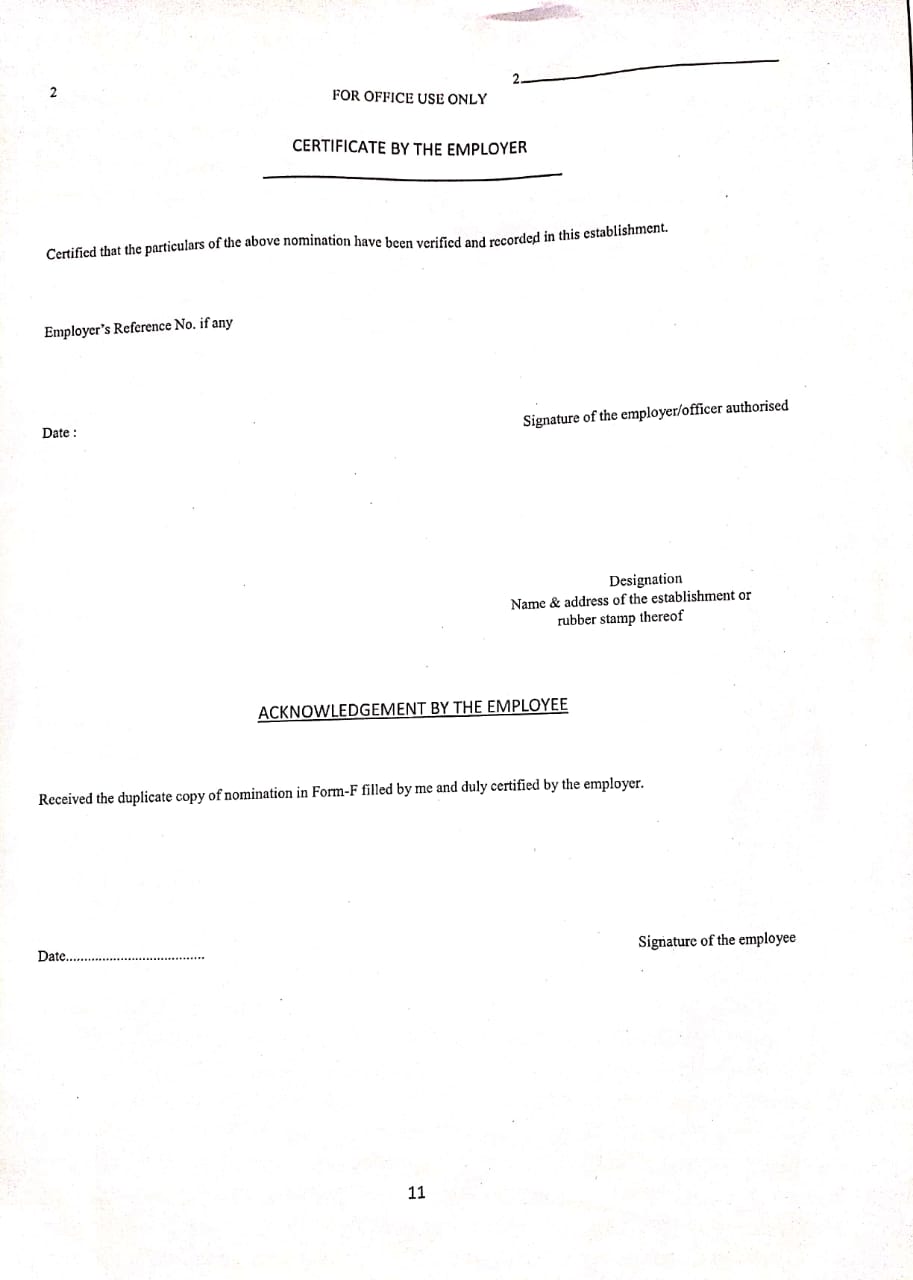 2
2.
FOR OFFICE USE ONLY
CERTIFICATE BY THE EMPLOYER
Certified that the particulars of the above nomination have been verified and recorded in this establishment.
Employer's Reference No. if any
Signature of the employer/officer authorised
Date :
Designation
Name & address of the establishment or
rubber stamp thereof
ACKNOWLEDGEMENT BY THE EMPLOYEE
Received the duplicate copy of nomination in Form-F filled by me and duly certified by the employer.
Signature of the employee
Date......................................
11